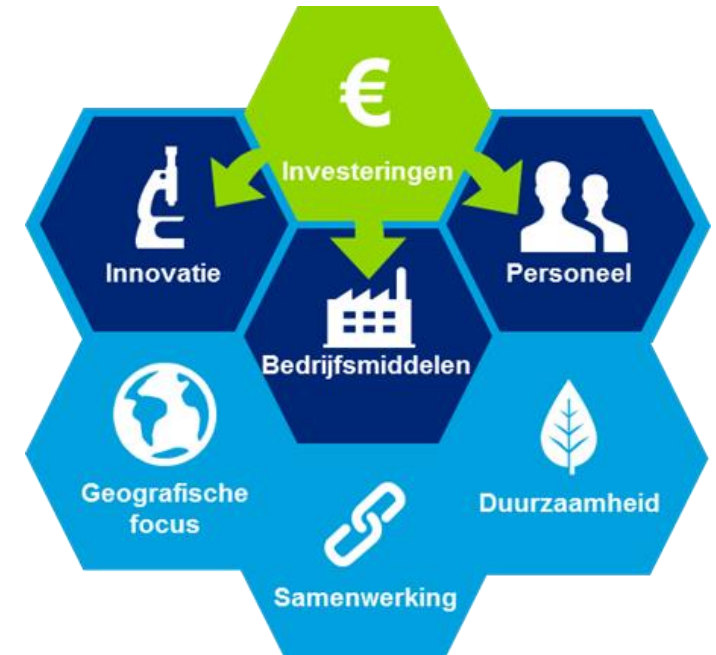 €
Investeringen
Innovatie
Personeel
Bedrijfsmiddelen
Geografische
focus
Duurzaamheid
Samenwerking